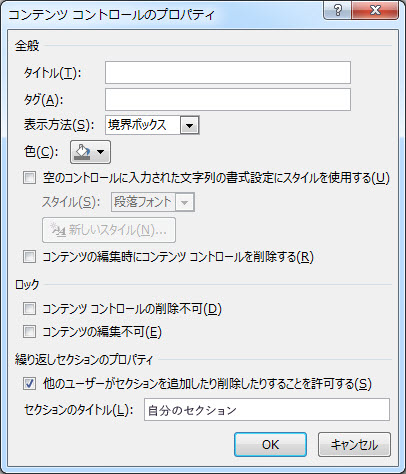 コンテンツ コントロールのプロパティ
全般
タイトル(T):
タグ(A):
表示方法(S): 境界ボックス
色(C):
空のコントロールに入力された文字列の書式設定にスタイルを使用する(U)
スタイル(S): 段落フォント
新しいスタイル(N)...
コンテンツの編集時にコンテンツ コントロールを削除する(R)
ロック
コンテンツ コントロールの削除不可(D)
コンテンツの編集不可(E)
繰り返しセクションのプロパティ
他のユーザーがセクションを追加したり削除したりすることを許可する(S)
セクションのタイトル(L): 自分のセクション
OK キャンセル